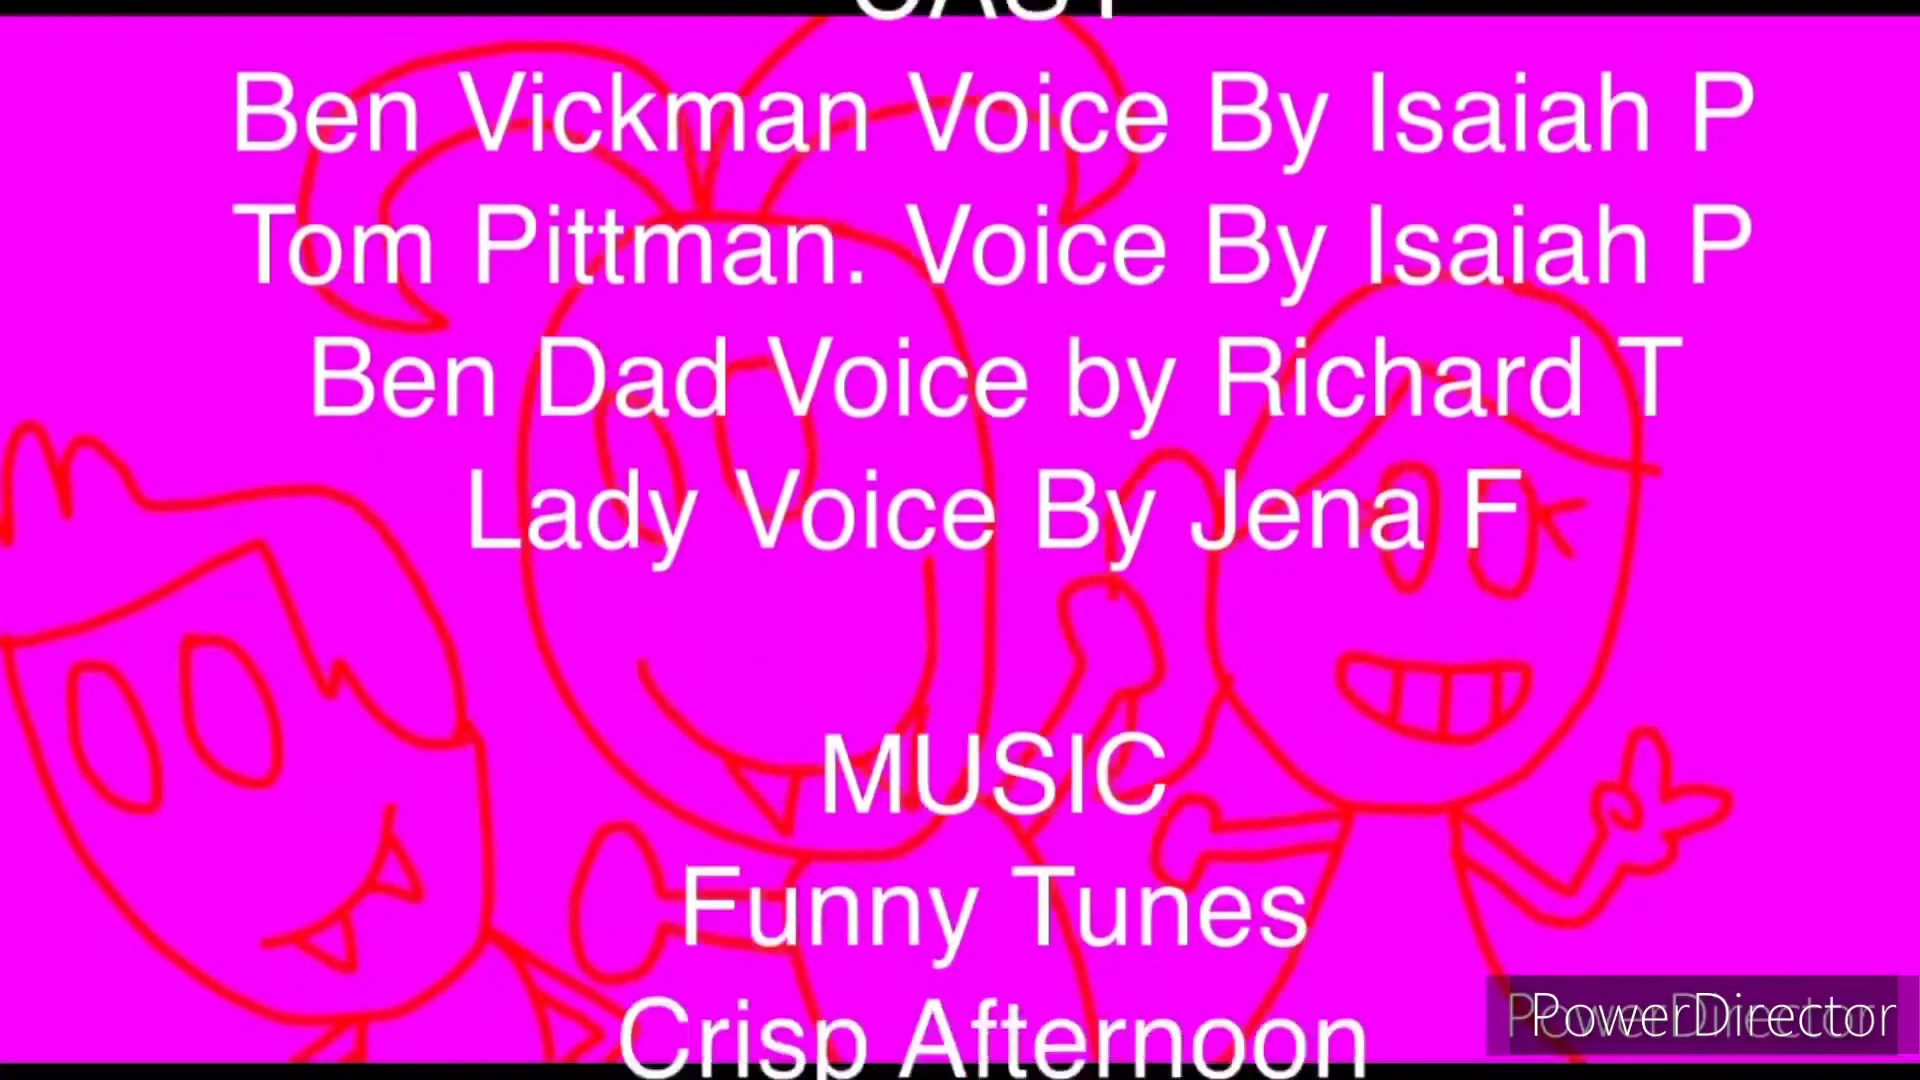 CAST
Ben Vickman Voice By Isaiah P
Tom Pittman. Voice By Isaiah P
Ben Dad Voice by Richard T
Lady Voice By Jena F
MUSIC
Funny Tunes
Crisp Afternoon
PowerDirector